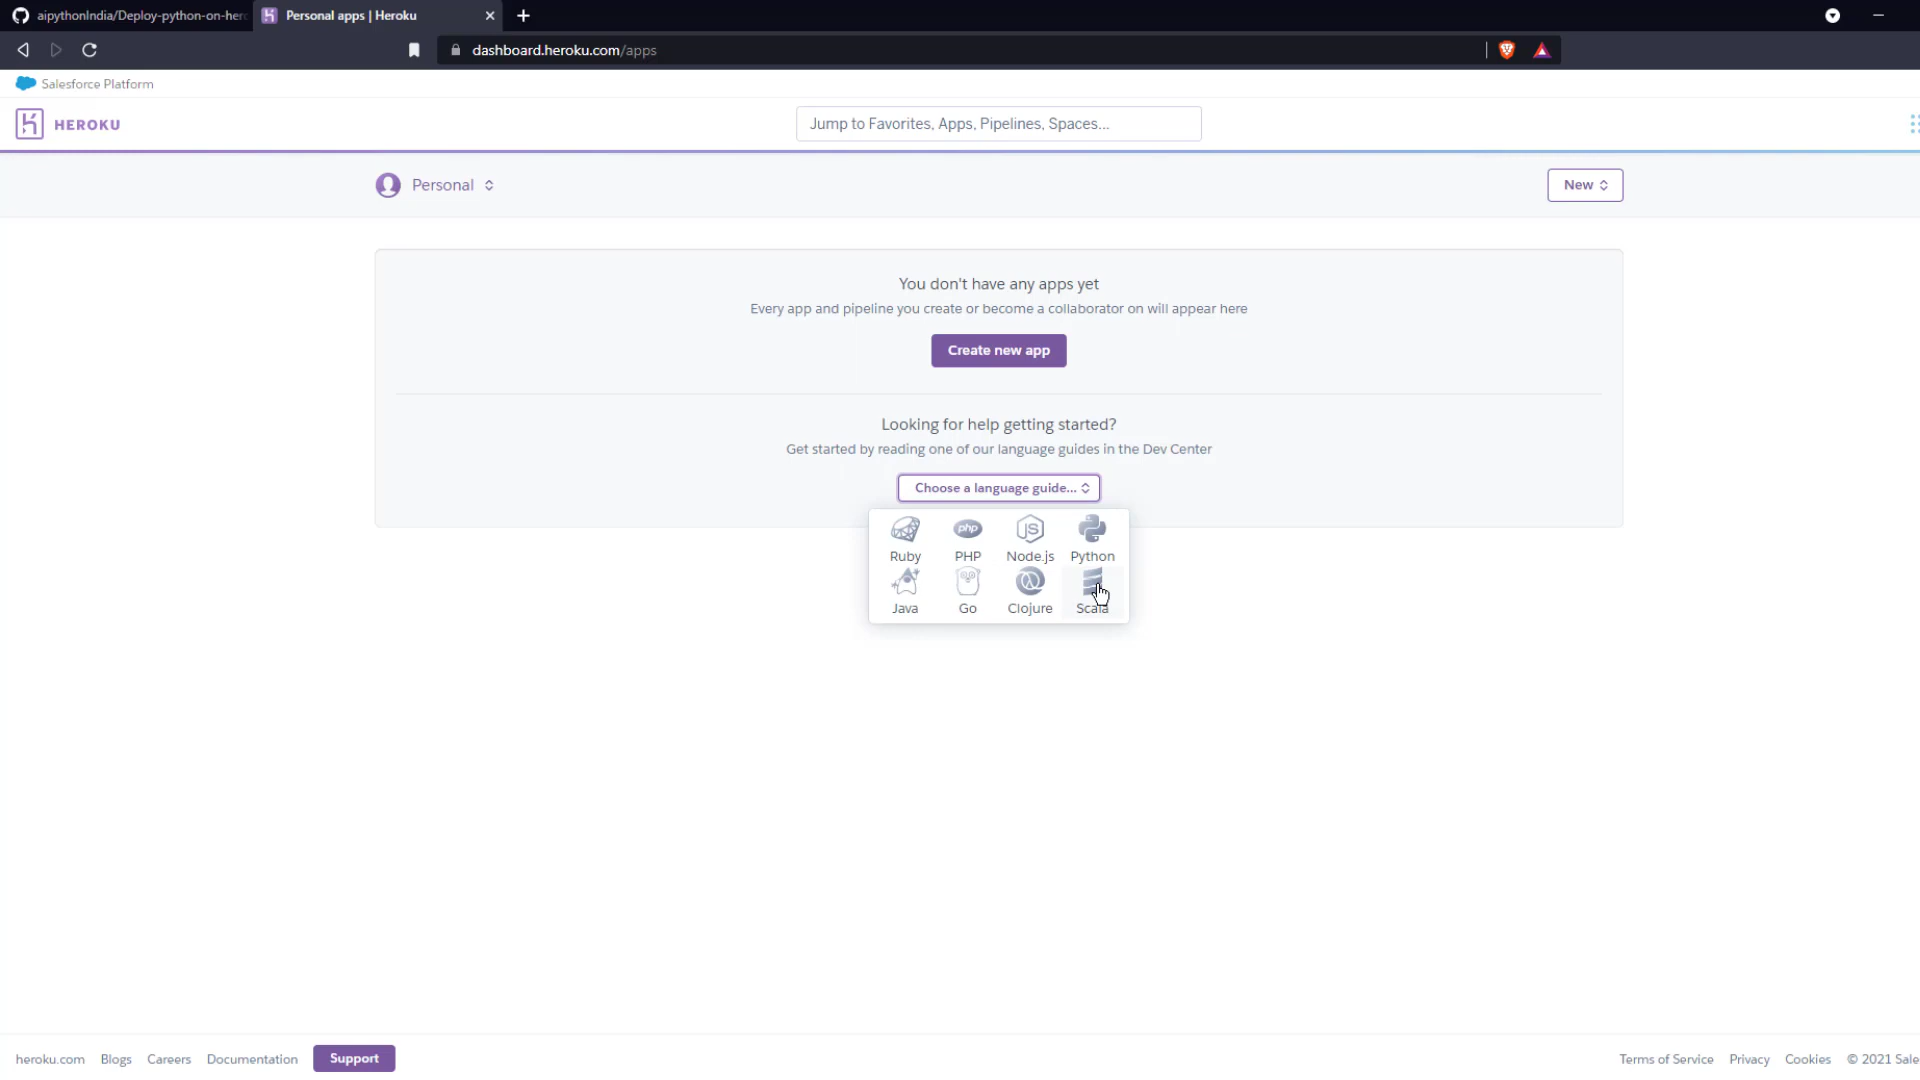 aipythonIndia/Deploy-python-on-her
Personal apps | Heroku
dashboard.heroku.com/apps
Salesforce Platform
HEROKU
Jump to Favorites, Apps, Pipelines, Spaces...
Personal
New
You don't have any apps yet
Every app and pipeline you create or become a collaborator on will appear here
Create new app
Looking for help getting started?
Get started by reading one of our language guides in the Dev Center
Choose a language guide...
php
JS
Ruby PHP Node.js Python
Java Go Clojure Scala
heroku.com Blogs Careers Documentation Support
Terms of Service Privacy Cookies © 2021 Sale